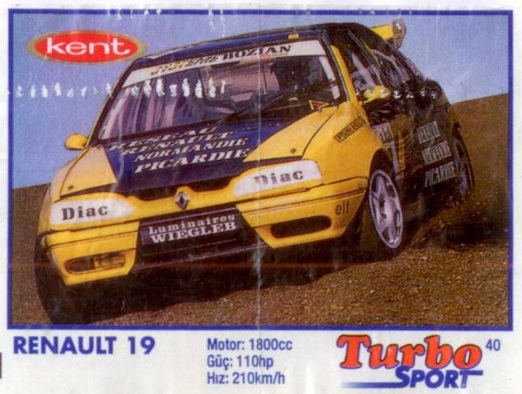 kent
BOZIAN
RESEAU
RENAULT
NORMANDIE
PICARDIE
Diac
Diac
Luminaires
WIEGLEB
elf
RENAULT 19
Motor: 1800cc
Güç: 110hp
Hız: 210km/h
Turbo
SPORT
40